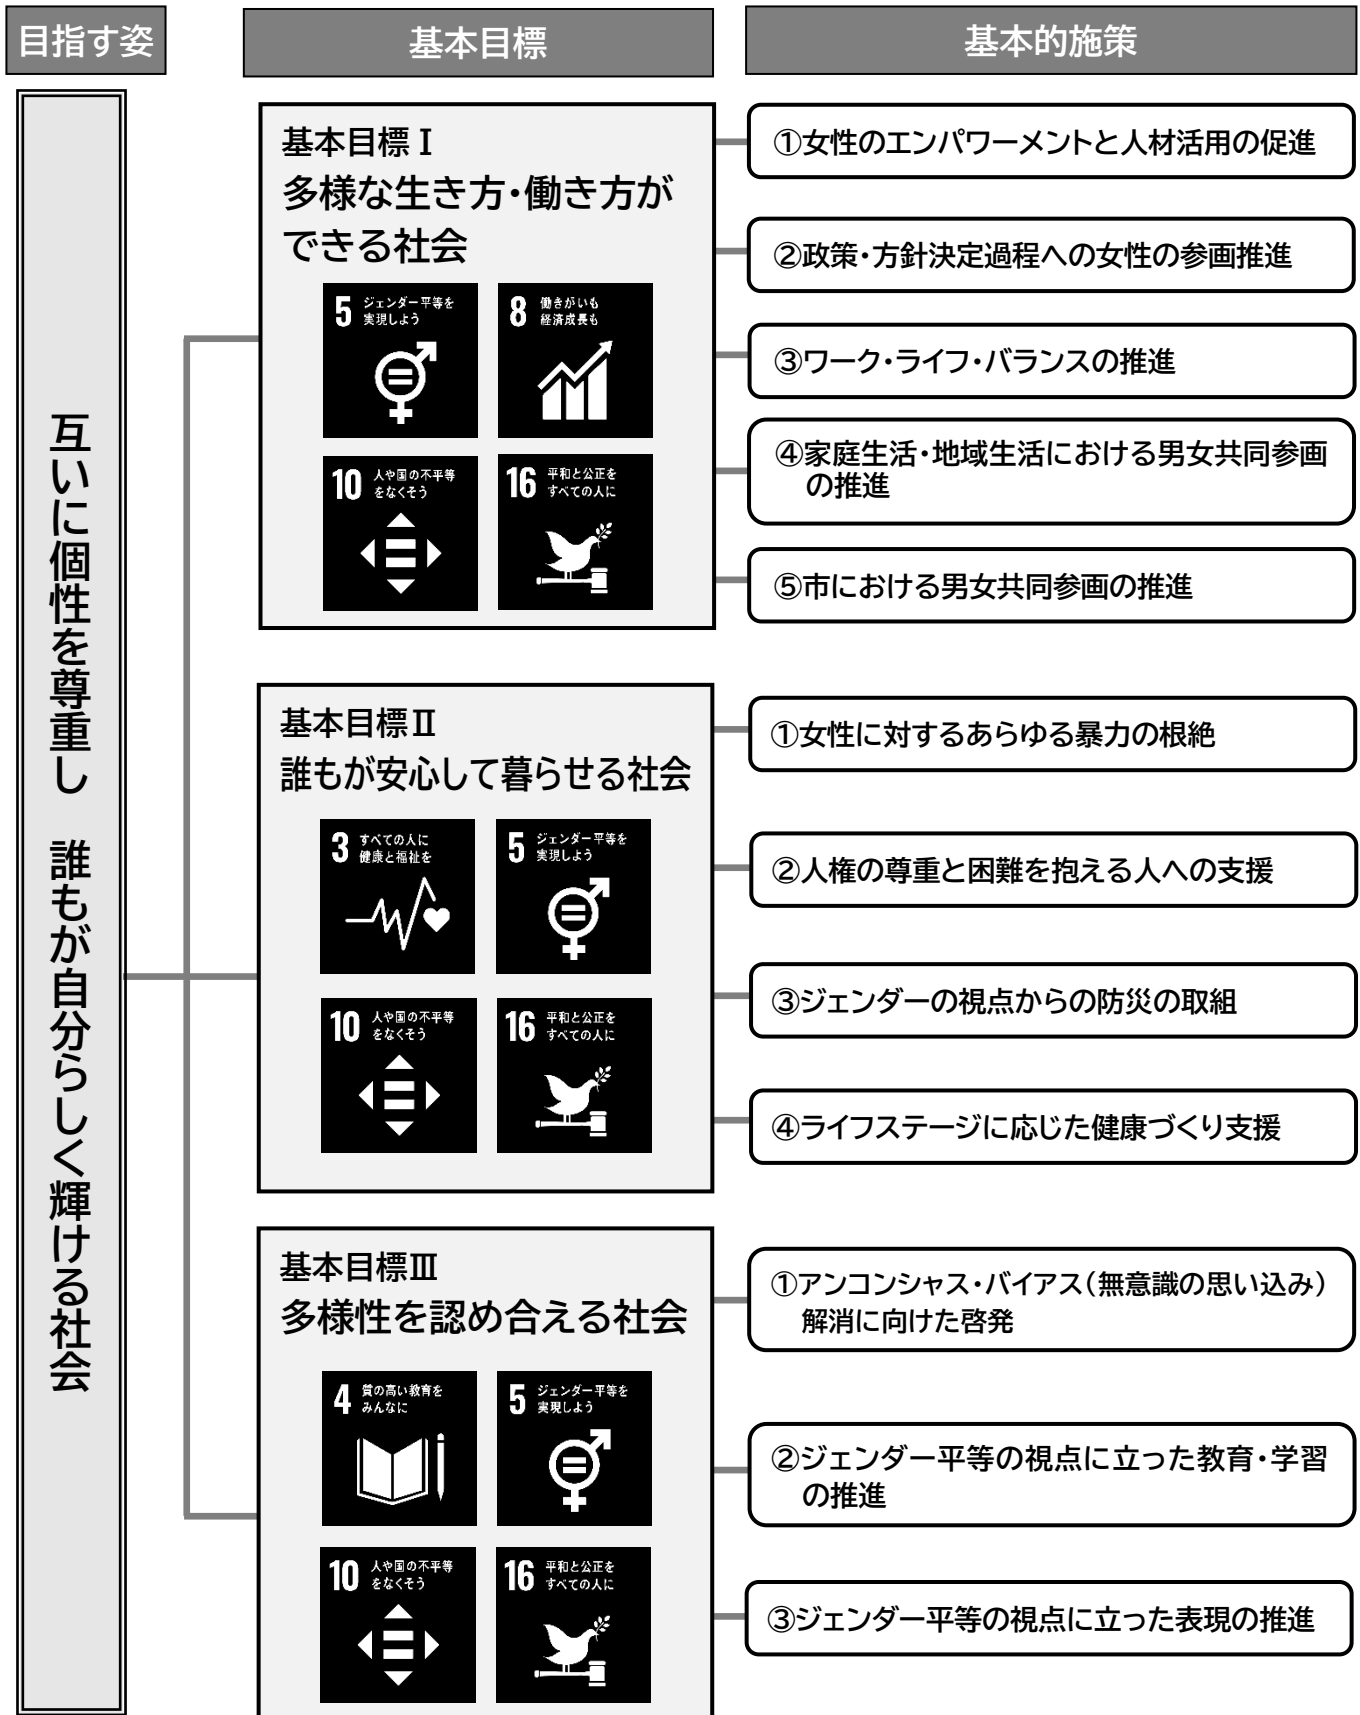 目指す姿
基本目標
基本的施策
互いに個性を尊重し　誰もが自分らしく輝ける社会
基本目標Ⅰ
多様な生き方・働き方が
できる社会
5 ジェンダー平等を
実現しよう
8 働きがいも
経済成長も
10 人や国の不平等
をなくそう
16 平和と公正を
すべての人に
①女性のエンパワーメントと人材活用の促進
②政策・方針決定過程への女性の参画推進
③ワーク・ライフ・バランスの推進
④家庭生活・地域生活における男女共同参画
の推進
⑤市における男女共同参画の推進
基本目標Ⅱ
誰もが安心して暮らせる社会
3 すべての人に
健康と福祉を
5 ジェンダー平等を
実現しよう
10 人や国の不平等
をなくそう
16 平和と公正を
すべての人に
①女性に対するあらゆる暴力の根絶
②人権の尊重と困難を抱える人への支援
③ジェンダーの視点からの防災の取組
④ライフステージに応じた健康づくり支援
基本目標Ⅲ
多様性を認め合える社会
4 質の高い教育を
みんなに
5 ジェンダー平等を
実現しよう
10 人や国の不平等
をなくそう
16 平和と公正を
すべての人に
①アンコンシャス・バイアス（無意識の思い込み）
解消に向けた啓発
②ジェンダー平等の視点に立った教育・学習
の推進
③ジェンダー平等の視点に立った表現の推進